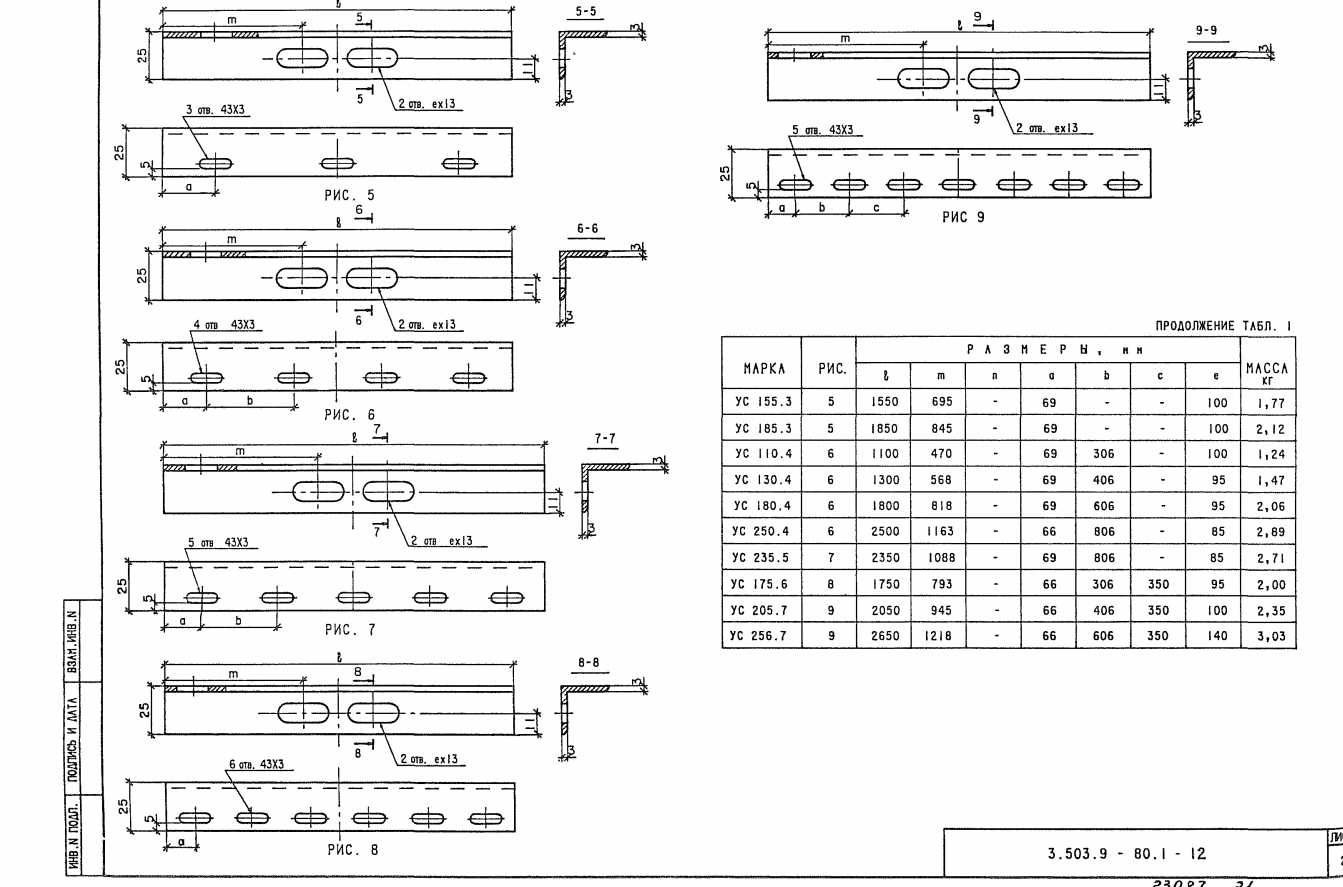 ℓ
m
5
5-5
3
25
11
5
2 отв. ex13
3
3 отв. 43X3
25
5
a
РИС. 5
6
ℓ
m
6-6
3
25
11
6
2 отв. ex13
3
4 отв 43X3
25
5
a
b
РИС. 6
7
ℓ
m
7-7
3
11
7
2 отв ex13
3
5 отв 43X3
25
5
a
b
РИС. 7
ℓ
m
8
8-8
3
25
11
8
2 отв. ex13
3
6 отв. 43X3
25
5
a
РИС. 8
9
ℓ
m
9-9
3
11
9
2 отв. ex13
3
5 отв. 43X3
25
5
a
b
c
РИС 9
ПРОДОЛЖЕНИЕ ТАБЛ. 1
МАРКА РИС. РАЗМЕРЫ, мм МАССА КГ
ℓ m n a b c e
УС 155.3 5 1550 695 - 69 - - 100 1,77
УС 185.3 5 1850 845 - 69 - - 100 2,12
УС 110.4 6 1100 470 - 69 306 - 100 1,24
УС 130.4 6 1300 568 - 69 406 - 95 1,47
УС 180.4 6 1800 818 - 69 606 - 95 2,06
УС 250.4 6 2500 1163 - 66 806 - 85 2,89
УС 235.5 7 2350 1088 - 69 806 - 85 2,71
УС 175.6 8 1750 793 - 66 306 350 95 2,00
УС 205.7 9 2050 945 - 66 406 350 100 2,35
УС 256.7 9 2650 1218 - 66 606 350 140 3,03
ВЗАМ.ИНВ.N
ПОДПИСЬ И ДАТА
ИНВ.N ПОДЛ.
3.503.9 - 80.1 - 12